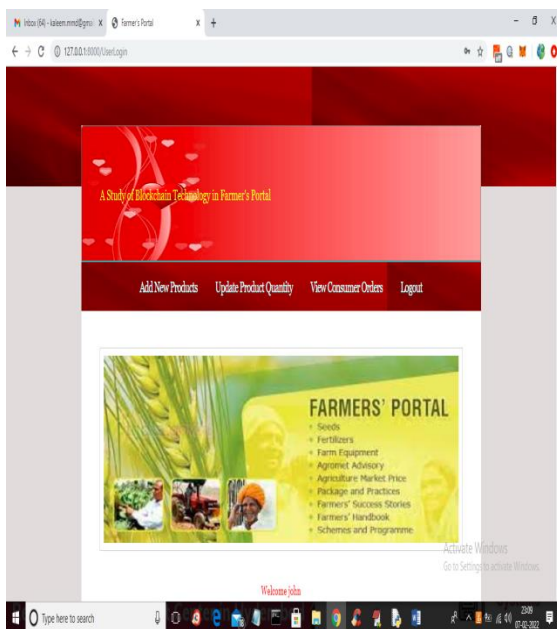 Inbox (64) - kaleem.mmd@gmai
Farmer's Portal
127.0.0.1:8000/UserLogin
A Study of Blockchain Technology in Farmer's Portal
Add New Products Update Product Quantity View Consumer Orders Logout
FARMERS' PORTAL
Seeds
Fertilizers
Farm Equipment
Agromet Advisory
Agriculture Market Price
Package and Practices
Farmers' Success Stories
Farmers' Handbook
Schemes and Programme
Activate Windows
Go to Settings to activate Windows.
Welcome john
Type here to search
23:09
07-02-2022